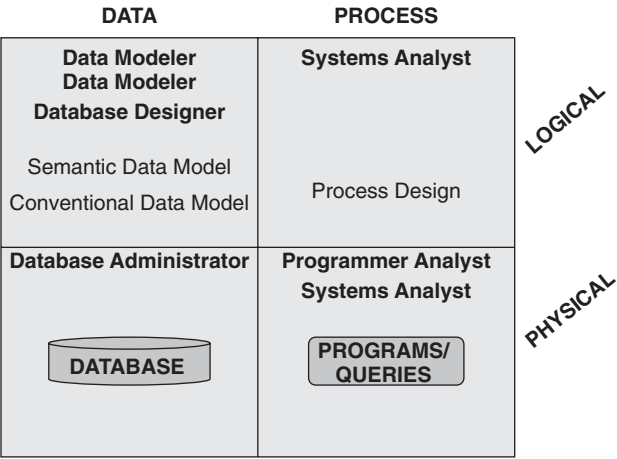 DATA
PROCESS
Data Modeler
Data Modeler
Database Designer
Semantic Data Model
Conventional Data Model
Systems Analyst
Process Design
LOGICAL
Database Administrator
DATABASE
Programmer Analyst
Systems Analyst
PROGRAMS/
QUERIES
PHYSICAL